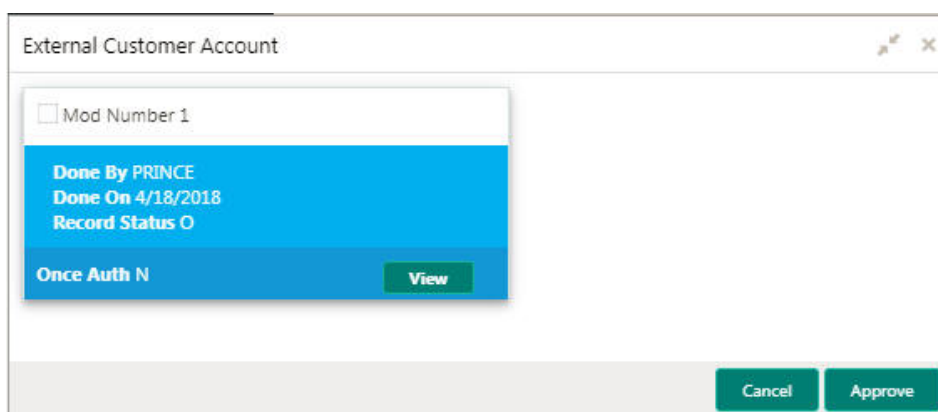 External Customer Account
Mod Number 1
Done By PRINCE
Done On 4/18/2018
Record Status O
Once Auth N
View
Cancel
Approve